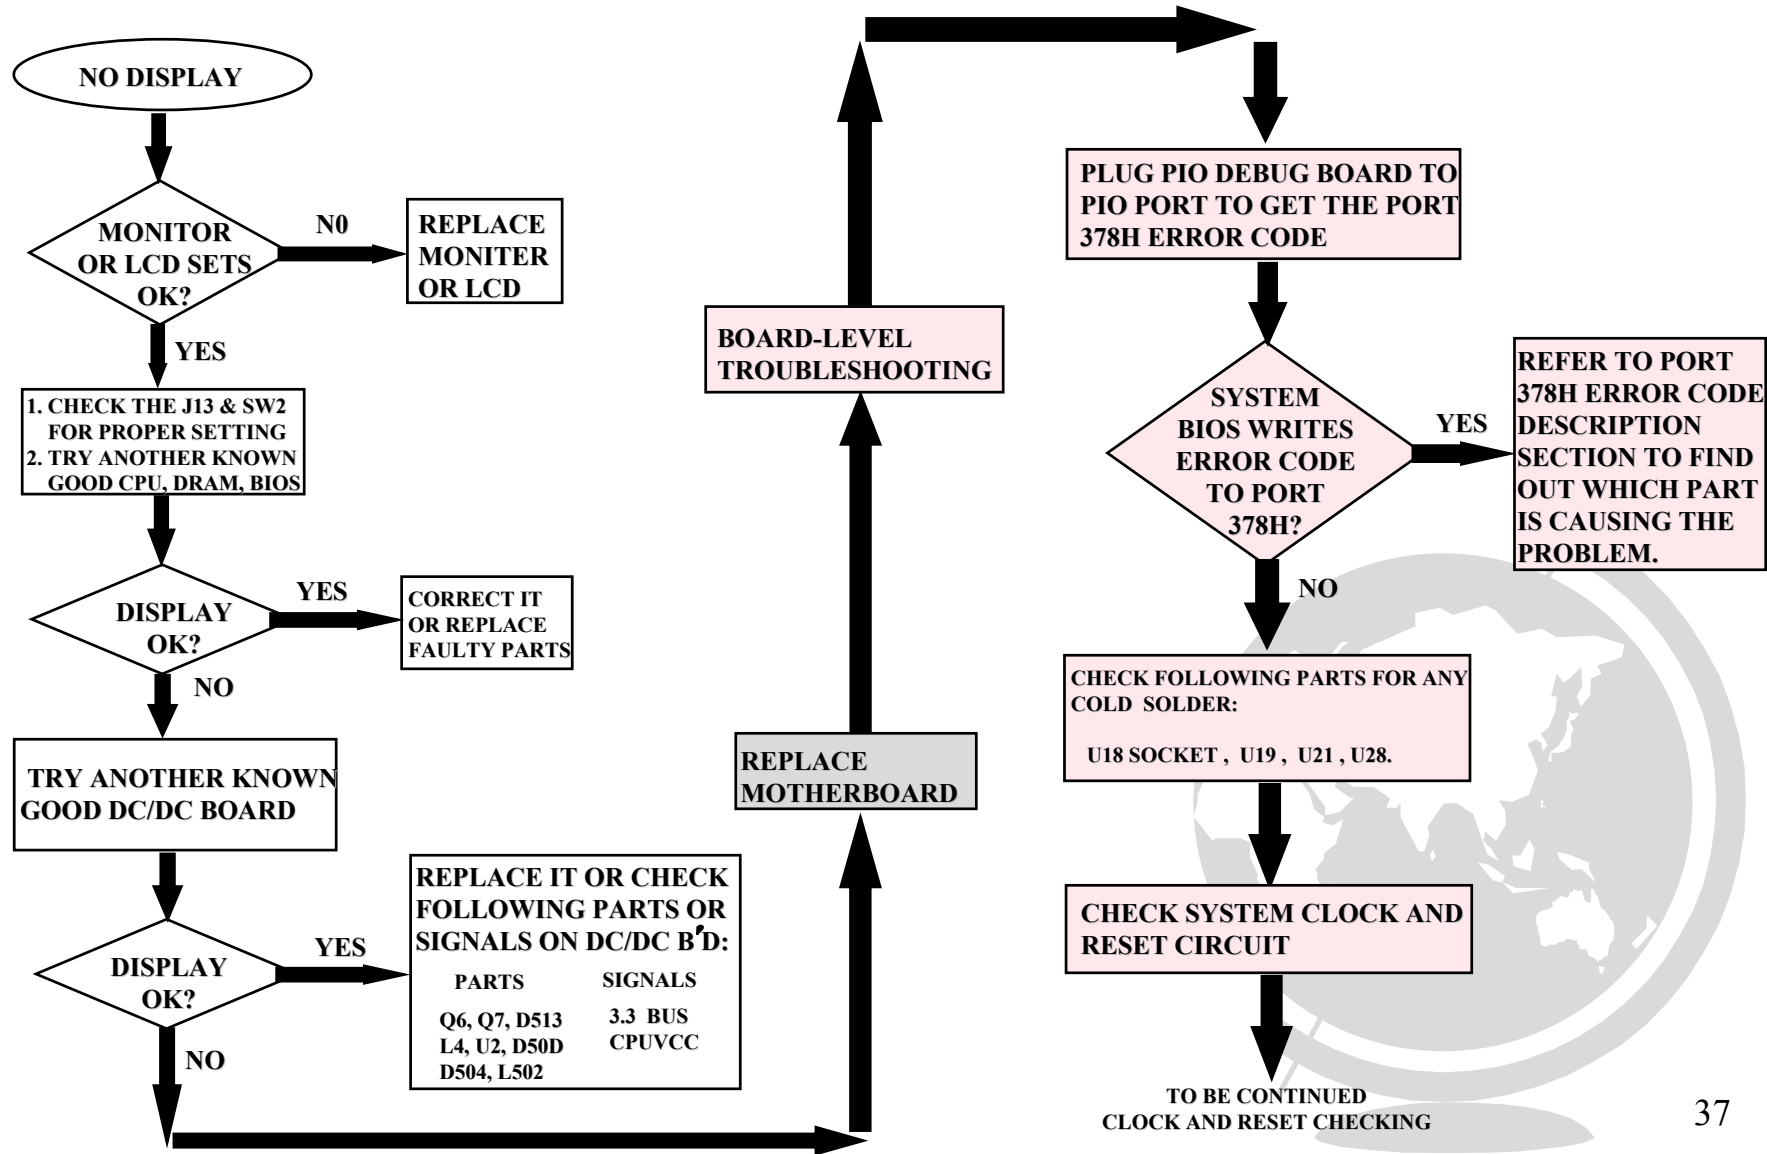 NO DISPLAY
MONITOR
OR LCD SETS
OK?
N0
REPLACE
MONITER
OR LCD
YES
1. CHECK THE J13 & SW2
FOR PROPER SETTING
2. TRY ANOTHER KNOWN
GOOD CPU, DRAM, BIOS
DISPLAY
OK?
YES
CORRECT IT
OR REPLACE
FAULTY PARTS
NO
TRY ANOTHER KNOWN
GOOD DC/DC BOARD
DISPLAY
OK?
YES
REPLACE IT OR CHECK
FOLLOWING PARTS OR
SIGNALS ON DC/DC B'D:
PARTS SIGNALS
Q6, Q7, D513 3.3 BUS
L4, U2, D50D CPUVCC
D504, L502
NO
REPLACE
MOTHERBOARD
BOARD-LEVEL
TROUBLESHOOTING
PLUG PIO DEBUG BOARD TO
PIO PORT TO GET THE PORT
378H ERROR CODE
SYSTEM
BIOS WRITES
ERROR CODE
TO PORT
378H?
YES
REFER TO PORT
378H ERROR CODE
DESCRIPTION
SECTION TO FIND
OUT WHICH PART
IS CAUSING THE
PROBLEM.
NO
CHECK FOLLOWING PARTS FOR ANY
COLD SOLDER:
U18 SOCKET , U19 , U21 , U28.
CHECK SYSTEM CLOCK AND
RESET CIRCUIT
TO BE CONTINUED
CLOCK AND RESET CHECKING
37